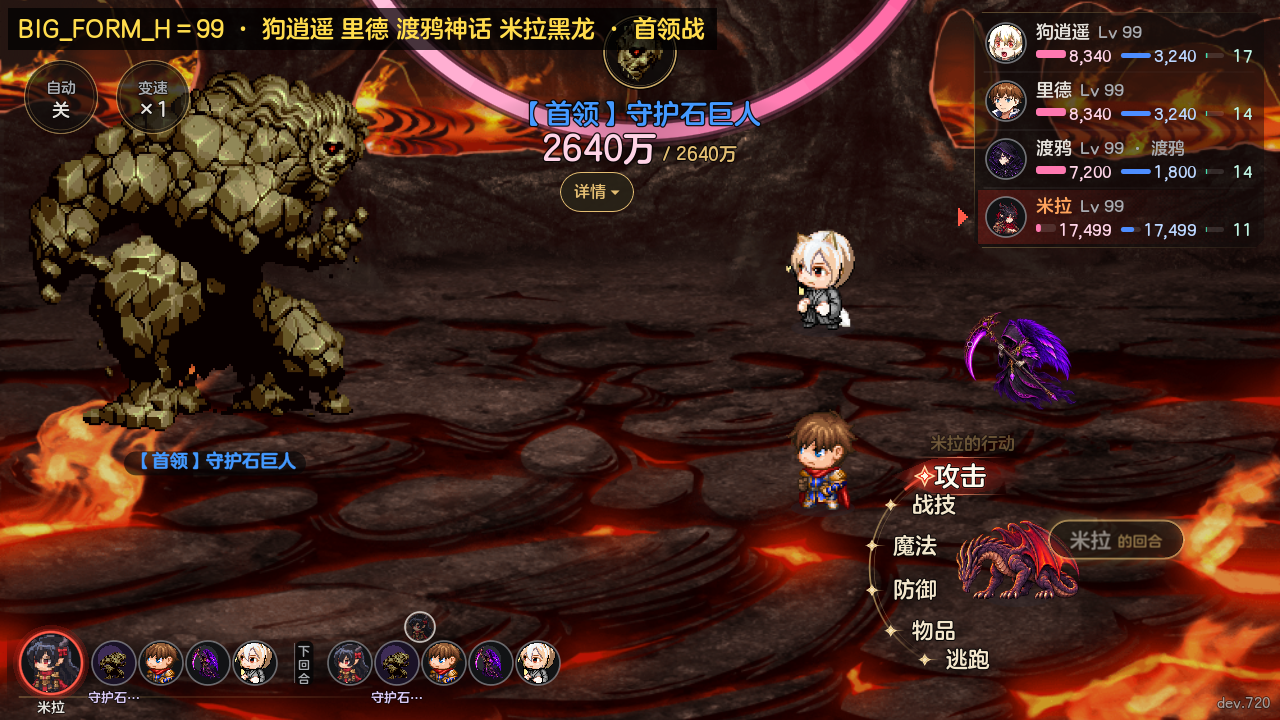 BIG_FORM_H＝99 · 狗逍遥 里德 渡鸦神话 米拉黑龙 · 首领战
自动
关
变速
×1
【首领】守护石巨人
2640万 / 2640万
详情
狗逍遥 Lv 99
8,340 3,240 17
里德 Lv 99
8,340 3,240 14
渡鸦 Lv 99 · 渡鸦
7,200 1,800 14
米拉 Lv 99
17,499 17,499 11
【首领】守护石巨人
米拉的行动
攻击
战技
魔法
防御
物品
逃跑
米拉 的回合
米拉
守护石…
下回合
守护石…
dev.720